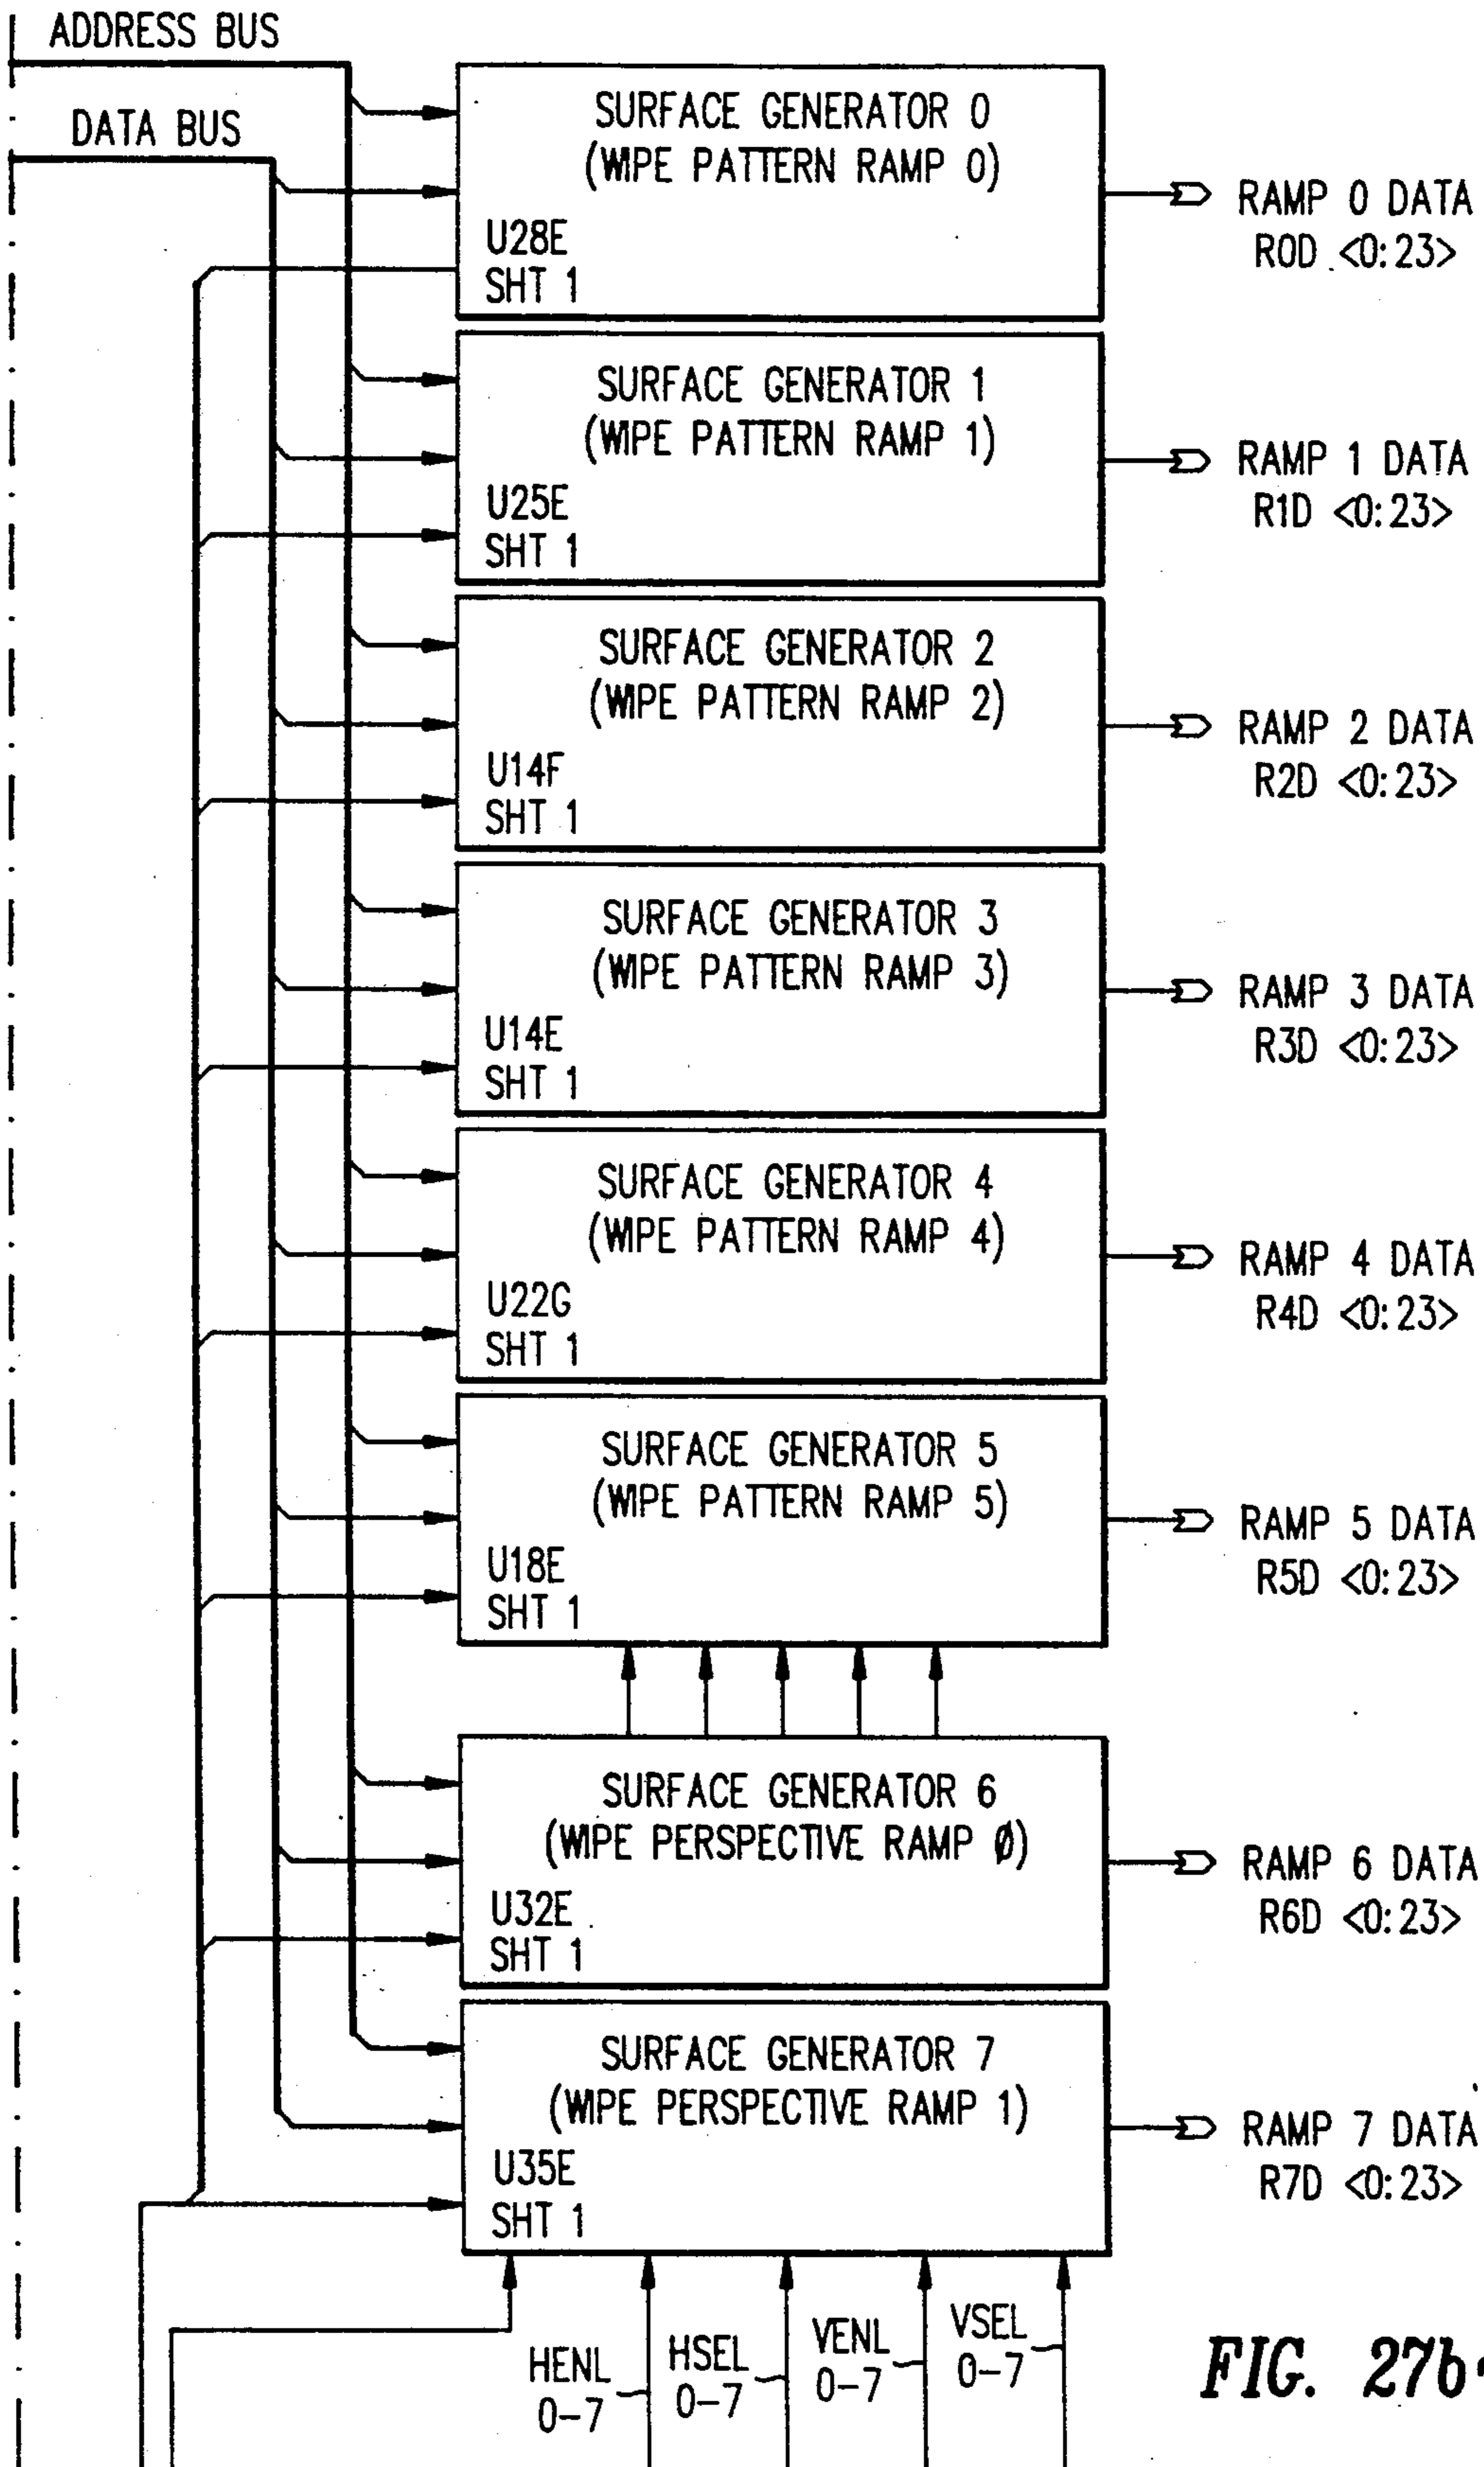 ADDRESS BUS
DATA BUS
SURFACE GENERATOR 0
(WIPE PATTERN RAMP 0)
U28E
SHT 1
RAMP 0 DATA
R0D <0:23>
SURFACE GENERATOR 1
(WIPE PATTERN RAMP 1)
U25E
SHT 1
RAMP 1 DATA
R1D <0:23>
SURFACE GENERATOR 2
(WIPE PATTERN RAMP 2)
U14F
SHT 1
RAMP 2 DATA
R2D <0:23>
SURFACE GENERATOR 3
(WIPE PATTERN RAMP 3)
U14E
SHT 1
RAMP 3 DATA
R3D <0:23>
SURFACE GENERATOR 4
(WIPE PATTERN RAMP 4)
U22G
SHT 1
RAMP 4 DATA
R4D <0:23>
SURFACE GENERATOR 5
(WIPE PATTERN RAMP 5)
U18E
SHT 1
RAMP 5 DATA
R5D <0:23>
SURFACE GENERATOR 6
(WIPE PERSPECTIVE RAMP Ø)
U32E
SHT 1
RAMP 6 DATA
R6D <0:23>
SURFACE GENERATOR 7
(WIPE PERSPECTIVE RAMP 1)
U35E
SHT 1
RAMP 7 DATA
R7D <0:23>
HENL
0-7
HSEL
0-7
VENL
0-7
VSEL
0-7
FIG. 27b